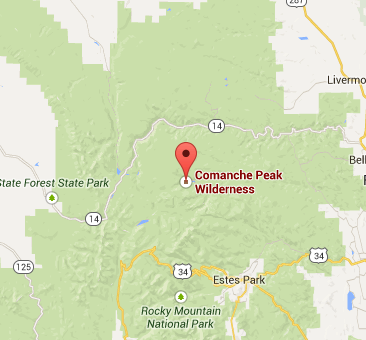 287
Livermo
14
Bel
Comanche Peak
Wilderness
State Forest State Park
14
125
34
34
Estes Park
Rocky Mountain
National Park